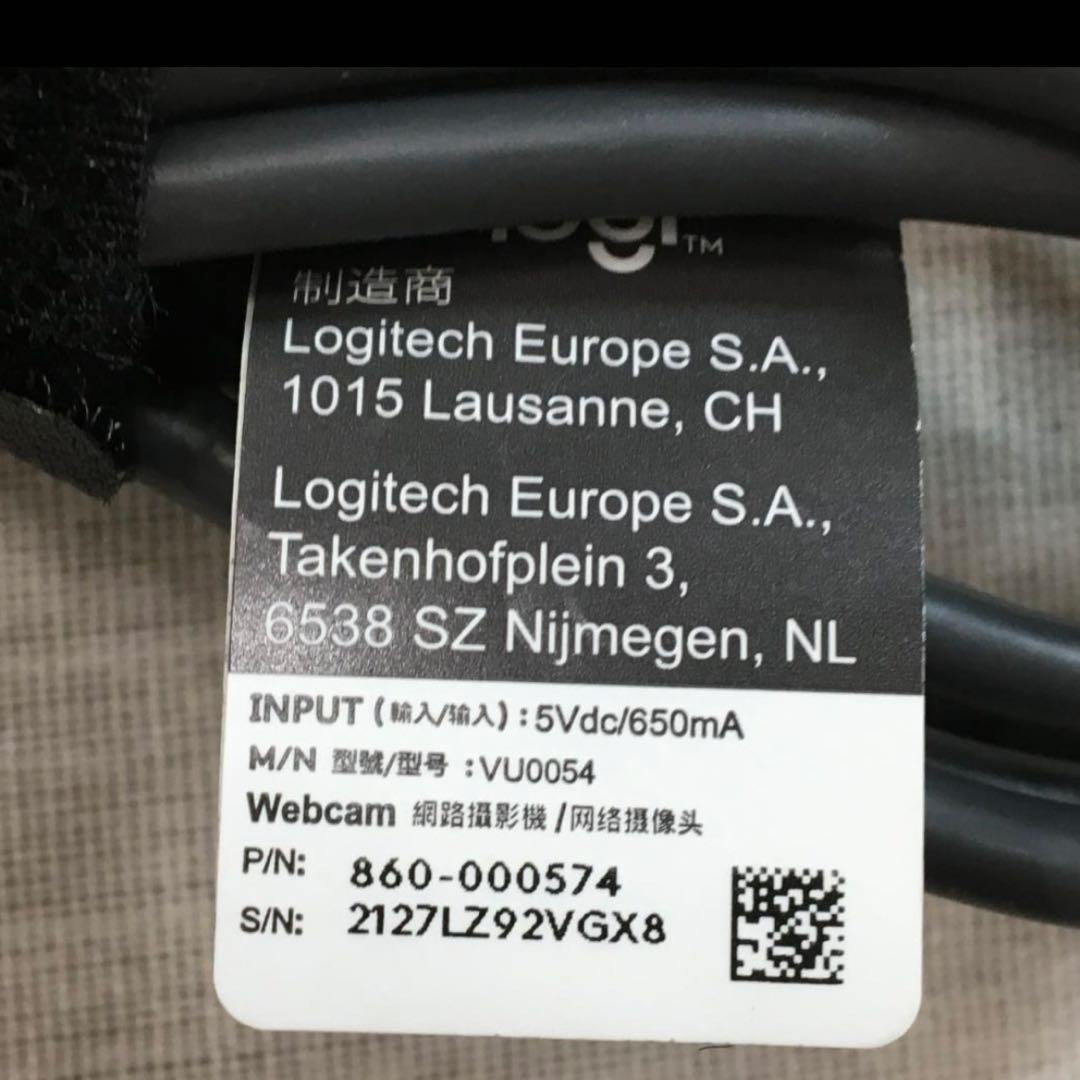 logi™
制造商
Logitech Europe S.A.,
1015 Lausanne, CH
Logitech Europe S.A.,
Takenhofplein 3,
6538 SZ Nijmegen, NL
INPUT (輸入/输入) : 5Vdc/650mA
M/N 型號/型号 : VU0054
Webcam 網路攝影機 / 网络摄像头
P/N: 860-000574
S/N: 2127LZ92VGX8